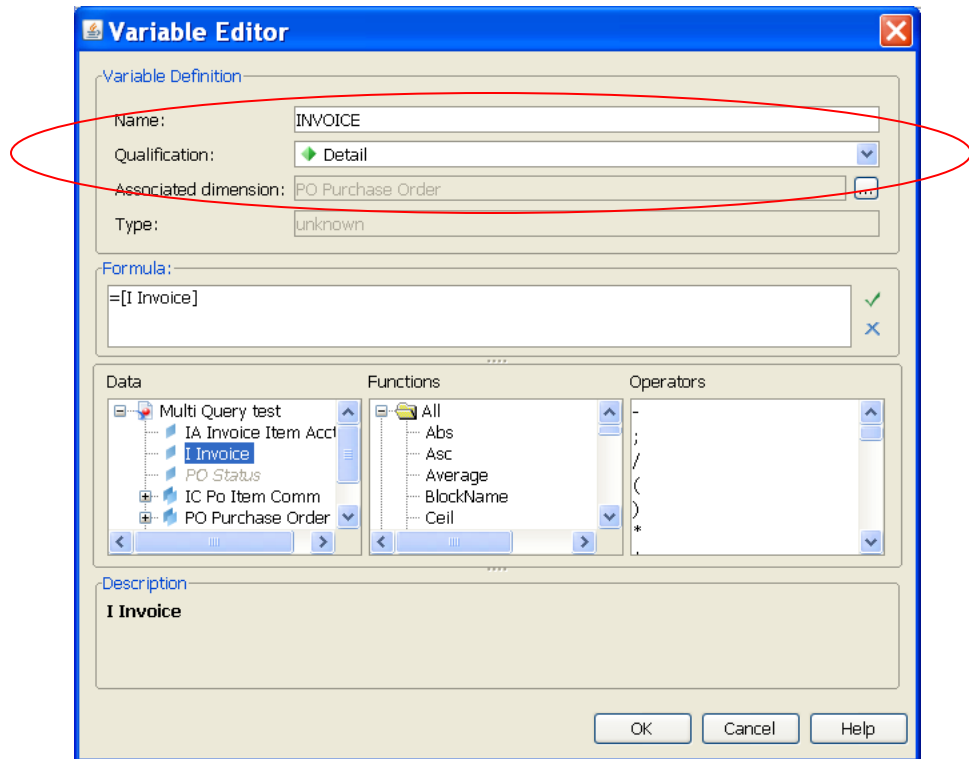 Variable Editor
Variable Definition
Name: INVOICE
Qualification: Detail
Associated dimension: PO Purchase Order ...
Type: unknown
Formula:
=[I Invoice]
Data Functions Operators
Multi Query test All -
IA Invoice Item Acct Abs ;
I Invoice Asc /
PO Status Average (
IC Po Item Comm BlockName )
PO Purchase Order Ceil *
Description
I Invoice
OK Cancel Help